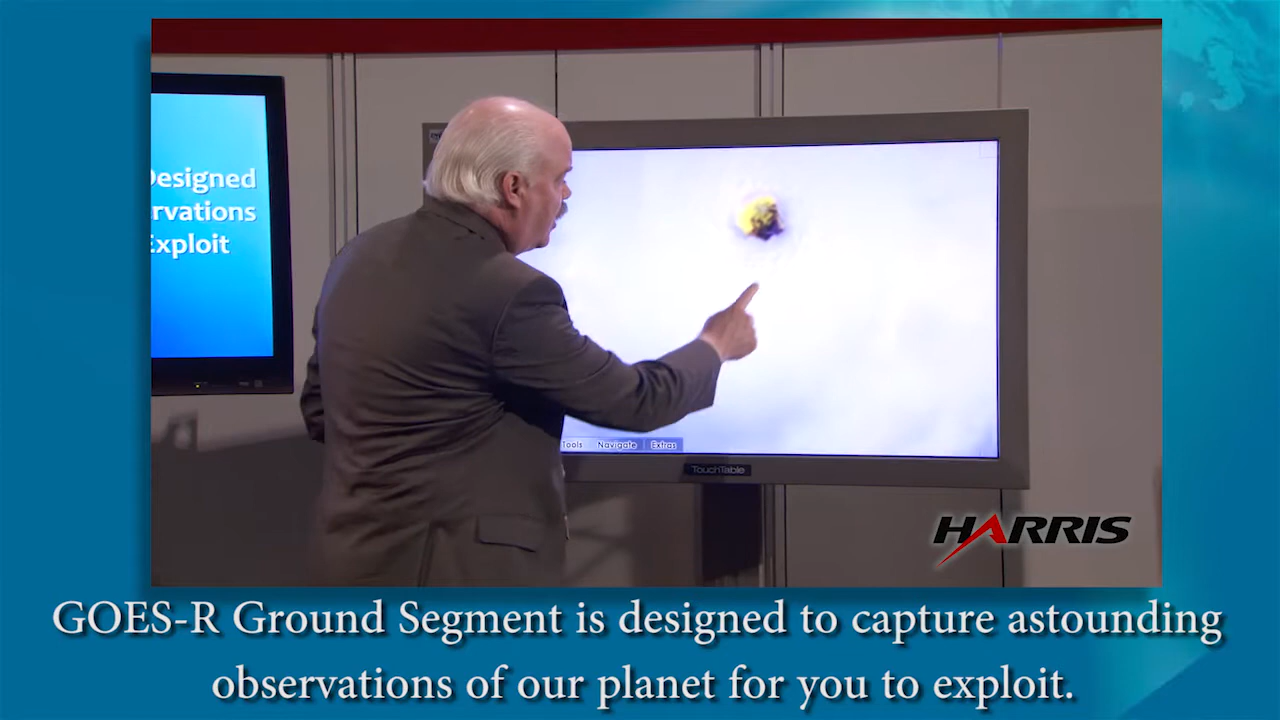 Designed
rvations
Exploit
Tools Navigate Extras
TouchTable
HARRIS
GOES-R Ground Segment is designed to capture astounding
observations of our planet for you to exploit.